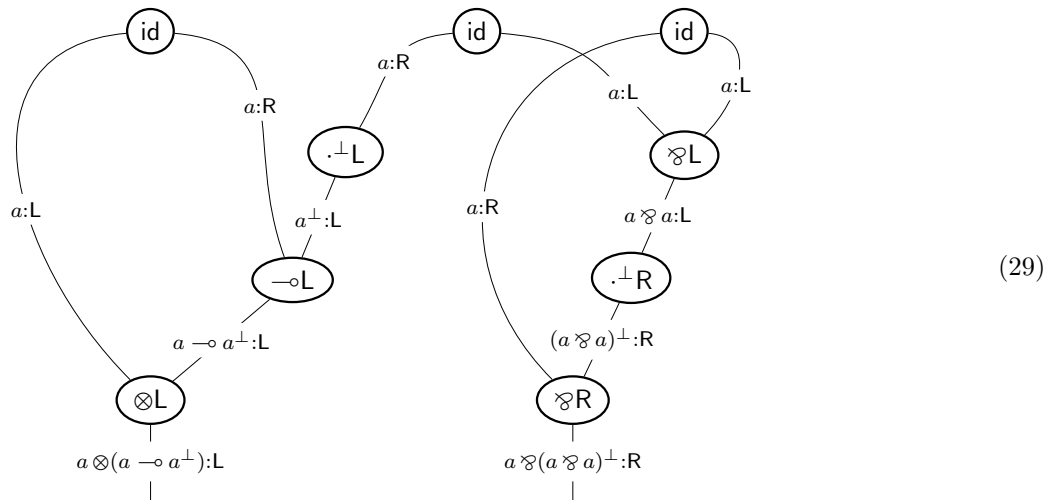 id id id
a:R
a:L a:L
a:R
·⊥L ⅋L
a:L a:R a⊥:L a⅋a:L
⊸L ·⊥R (29)
a ⊸ a⊥:L (a⅋a)⊥:R
⊗L ⅋R
a⊗(a ⊸ a⊥):L a⅋(a⅋a)⊥:R